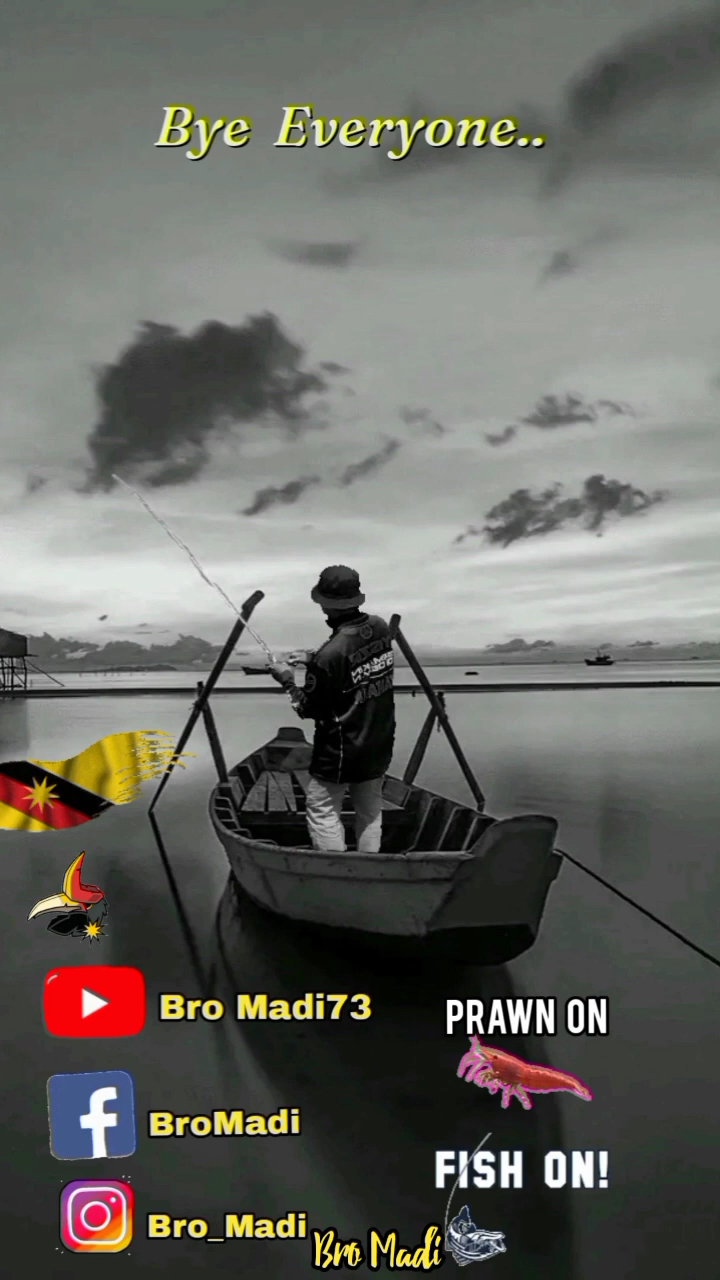 Bye Everyone..
Bro Madi73
PRAWN ON
BroMadi
FISH ON!
Bro_Madi
Bro Madi